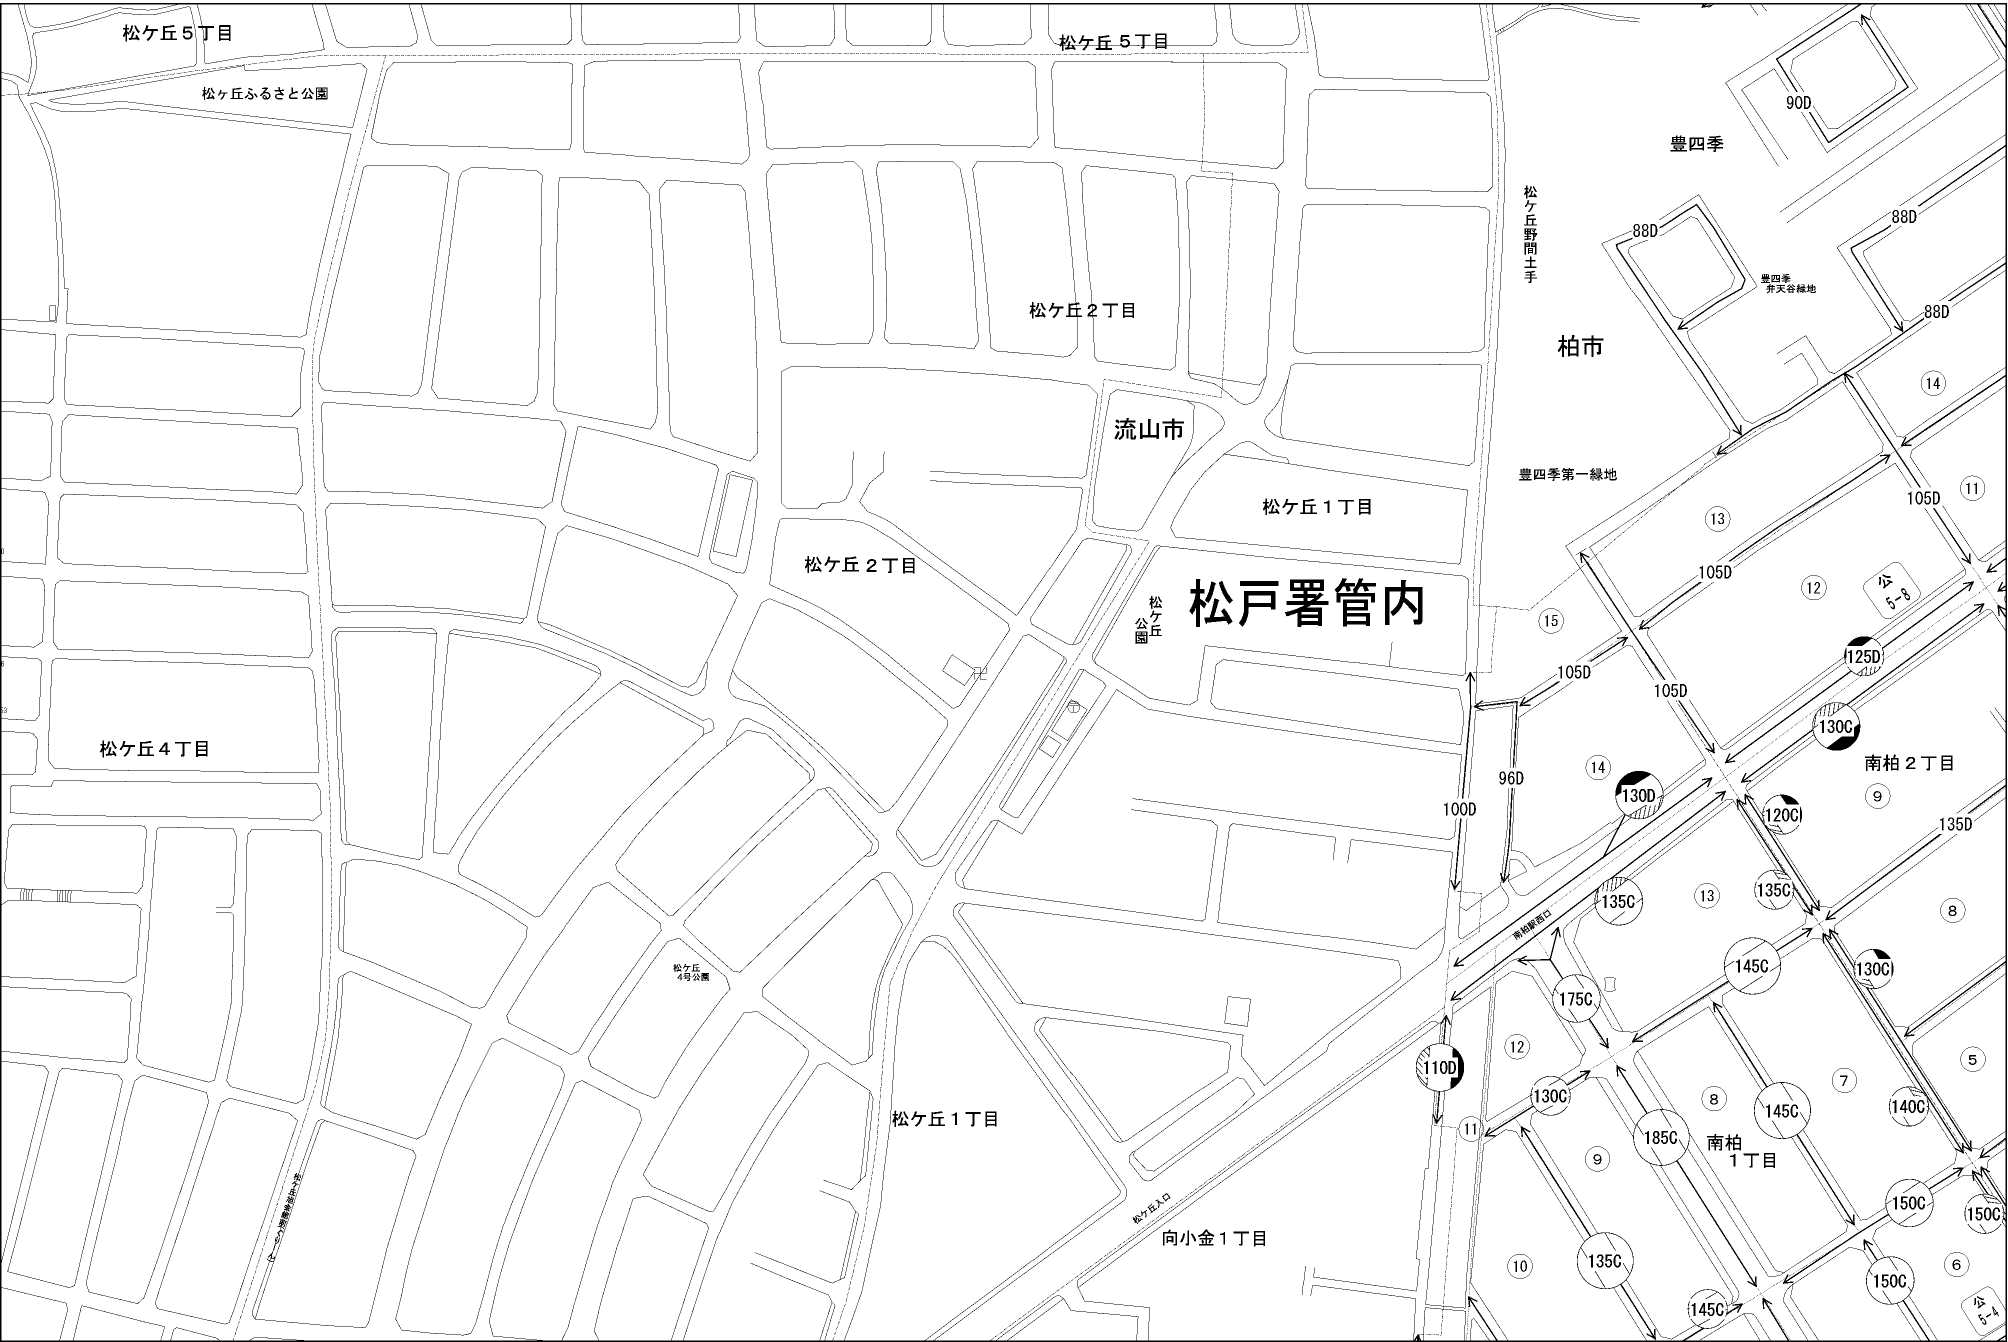 松ケ丘５丁目
松ケ丘５丁目
松ヶ丘ふるさと公園
90D
豊四季
松ケ丘野間土手
88D
88D
豊四季
弁天谷緑地
松ケ丘２丁目
88D
柏市
14
流山市
豊四季第一緑地
11
105D
松ケ丘１丁目
13
松ケ丘２丁目
105D
12
公
5-8
松戸署管内
松ケ丘
公園
15
125D
105D
105D
130C
松ケ丘４丁目
南柏２丁目
14
96D
130D
9
100D
120C
135D
135C
135C
13
8
南柏駅西口
松ケ丘
4号公園
145C
130C
175C
12
5
110D
7
130C
8
145C
140C
松ケ丘１丁目
11
185C
南柏
１丁目
9
150C
150C
松ケ丘入口
向小金１丁目
135C
10
6
150C
145C
公
5-4